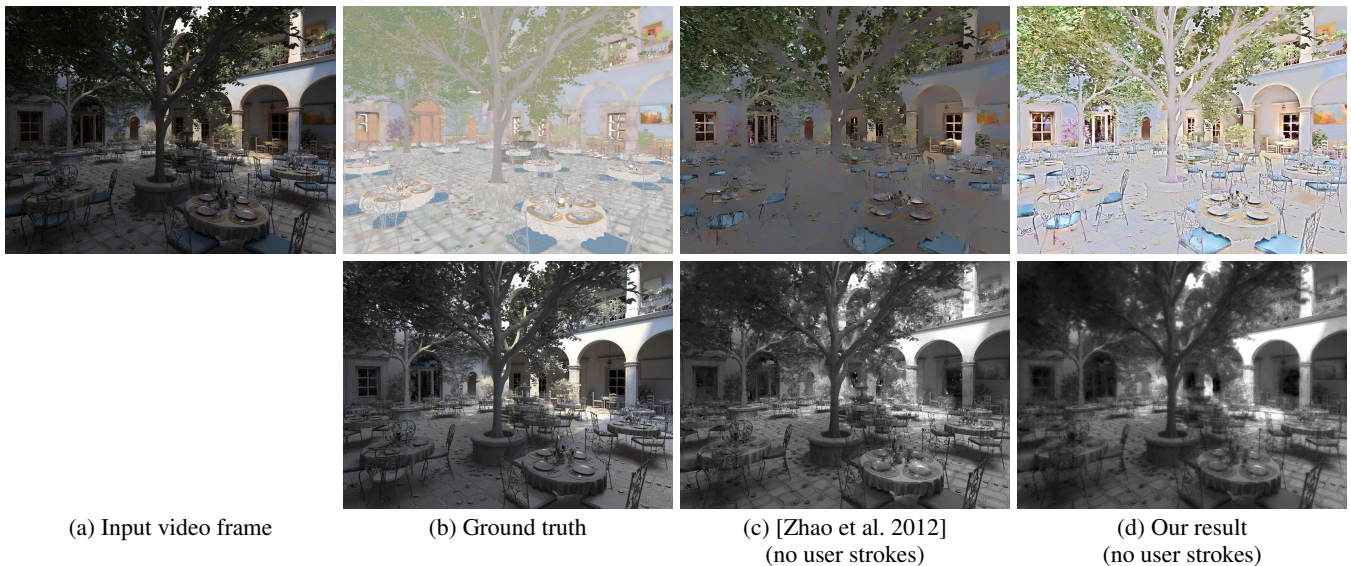 (a) Input video frame
(b) Ground truth
(c) [Zhao et al. 2012]
(no user strokes)
(d) Our result
(no user strokes)